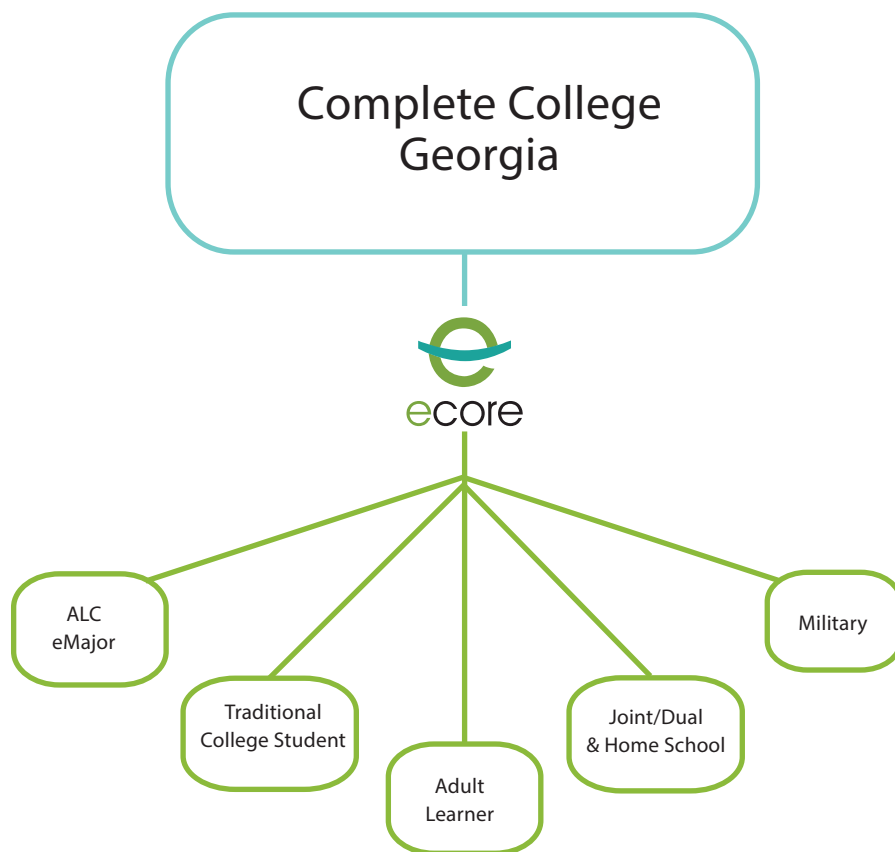 Complete College
Georgia
ecore
ALC
eMajor
Traditional
College Student
Adult
Learner
Joint/Dual
& Home School
Military